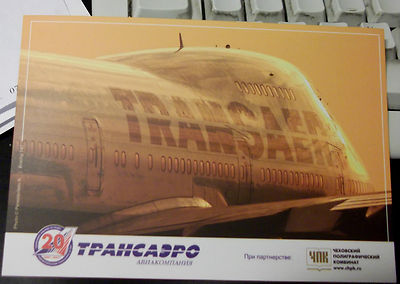 TRANSAERO
20
ТРАНСАЭРО
АВИАКОМПАНИЯ
При партнерстве:
ЧПК
ЧЕХОВСКИЙ
ПОЛИГРАФИЧЕСКИЙ
КОМБИНАТ
www.chpk.ru